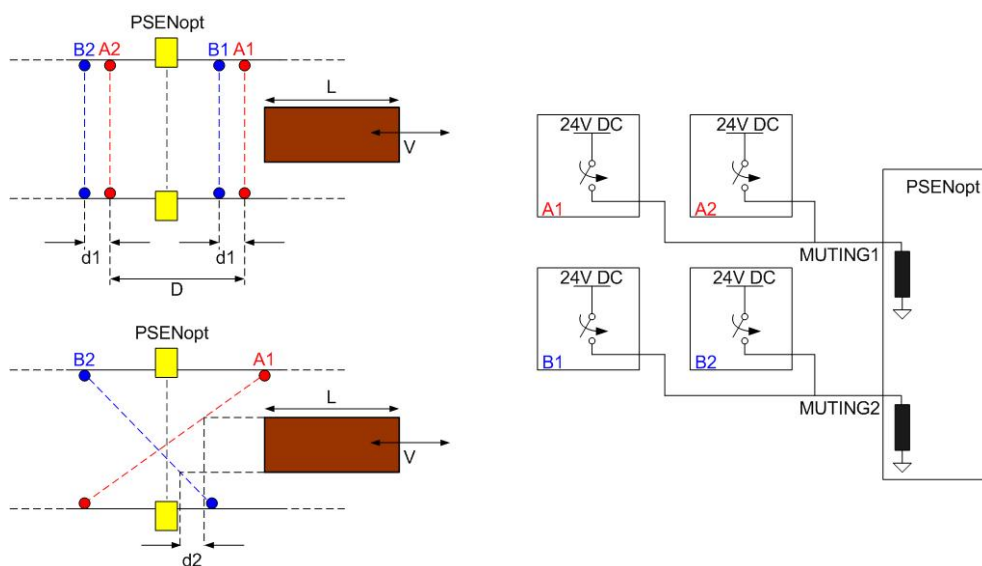 PSENopt
B2 A2 B1 A1
L
V
d1 d1
D
PSENopt
B2 A1
L
V
d2
24V DC 24V DC
A1 A2
PSENopt
MUTING1
24V DC 24V DC
B1 B2
MUTING2